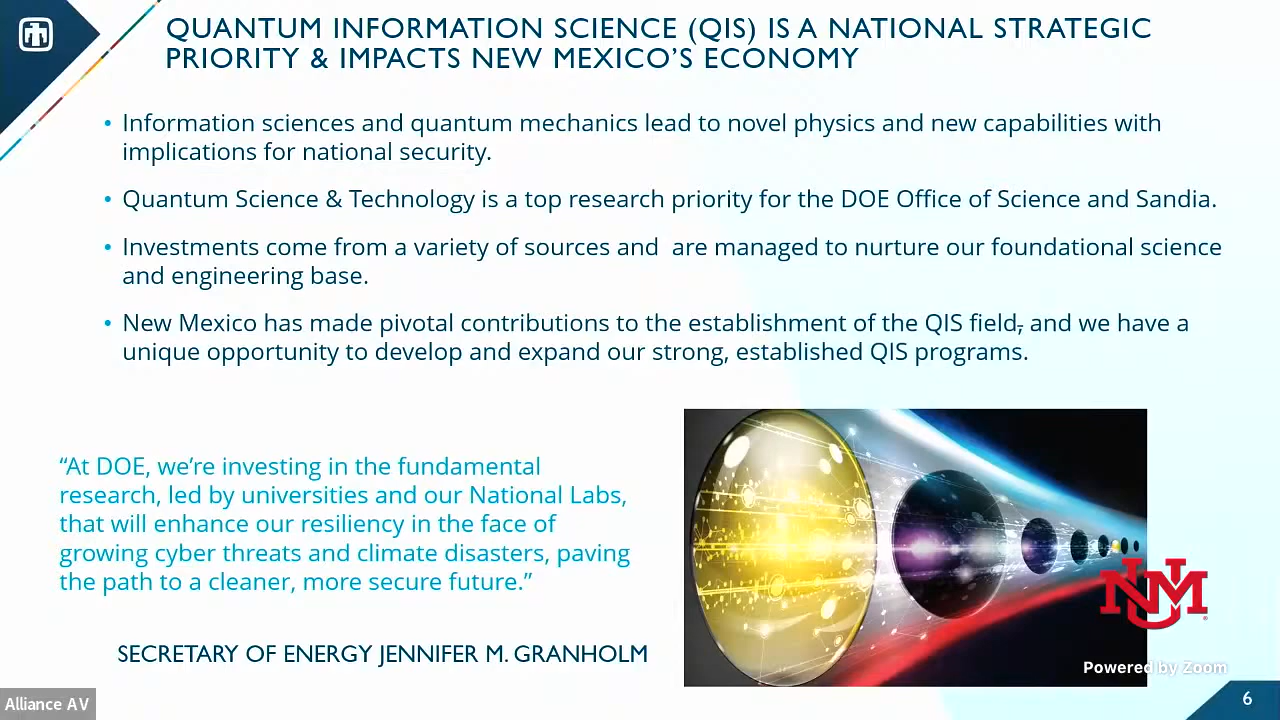 QUANTUM INFORMATION SCIENCE (QIS) IS A NATIONAL STRATEGIC
PRIORITY & IMPACTS NEW MEXICO’S ECONOMY
• Information sciences and quantum mechanics lead to novel physics and new capabilities with
implications for national security.
• Quantum Science & Technology is a top research priority for the DOE Office of Science and Sandia.
• Investments come from a variety of sources and  are managed to nurture our foundational science
and engineering base.
• New Mexico has made pivotal contributions to the establishment of the QIS field, and we have a
unique opportunity to develop and expand our strong, established QIS programs.
“At DOE, we’re investing in the fundamental
research, led by universities and our National Labs,
that will enhance our resiliency in the face of
growing cyber threats and climate disasters, paving
the path to a cleaner, more secure future.”
SECRETARY OF ENERGY JENNIFER M. GRANHOLM
UNM®
Powered by Zoom
Alliance AV
6